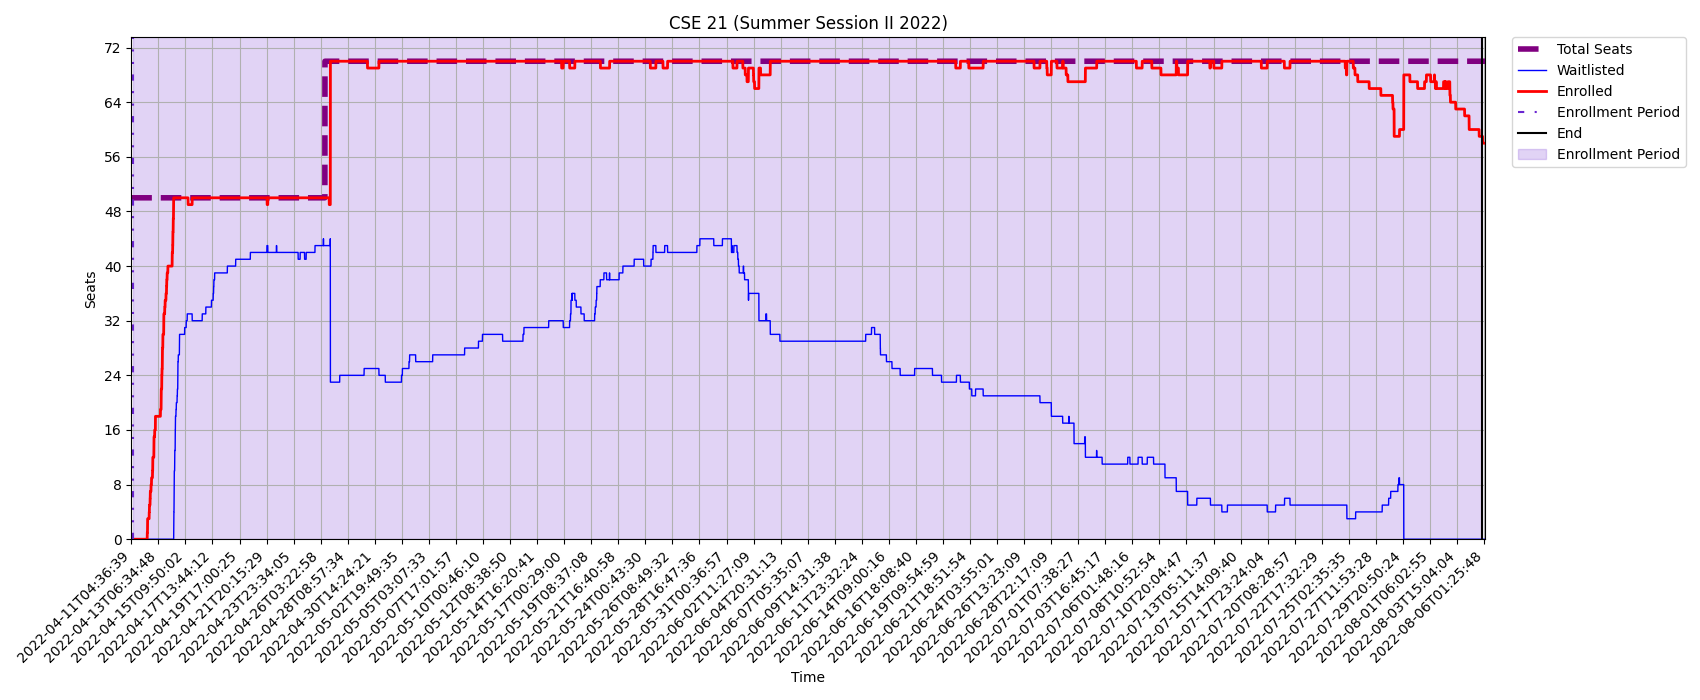 CSE 21 (Summer Session II 2022)
72
64
56
48
40
32
24
16
8
0
Seats
Total Seats
Waitlisted
Enrolled
Enrollment Period
End
Enrollment Period
2022-04-11T04:36:39
2022-04-13T06:34:48
2022-04-15T09:50:02
2022-04-17T13:44:12
2022-04-19T17:00:25
2022-04-21T20:15:29
2022-04-23T23:34:05
2022-04-26T03:22:58
2022-04-28T08:57:34
2022-04-30T14:24:21
2022-05-02T19:49:35
2022-05-05T03:07:33
2022-05-07T17:01:57
2022-05-10T00:46:10
2022-05-12T08:38:50
2022-05-14T16:20:41
2022-05-17T00:29:00
2022-05-19T08:37:08
2022-05-21T16:40:58
2022-05-24T00:43:30
2022-05-26T08:49:32
2022-05-28T16:47:36
2022-05-31T00:36:57
2022-06-02T11:27:09
2022-06-04T20:31:13
2022-06-07T05:35:07
2022-06-09T14:31:38
2022-06-11T23:32:24
2022-06-14T09:00:16
2022-06-16T18:08:40
2022-06-19T09:54:59
2022-06-21T18:51:54
2022-06-24T03:55:01
2022-06-26T13:23:09
2022-06-28T22:17:09
2022-07-01T07:38:27
2022-07-03T16:45:17
2022-07-06T01:48:16
2022-07-08T10:52:54
2022-07-10T20:04:47
2022-07-13T05:11:37
2022-07-15T14:09:40
2022-07-17T23:24:04
2022-07-20T08:28:57
2022-07-22T17:32:29
2022-07-25T02:35:35
2022-07-27T11:53:28
2022-07-29T20:50:24
2022-08-01T06:02:55
2022-08-03T15:04:04
2022-08-06T01:25:48
Time